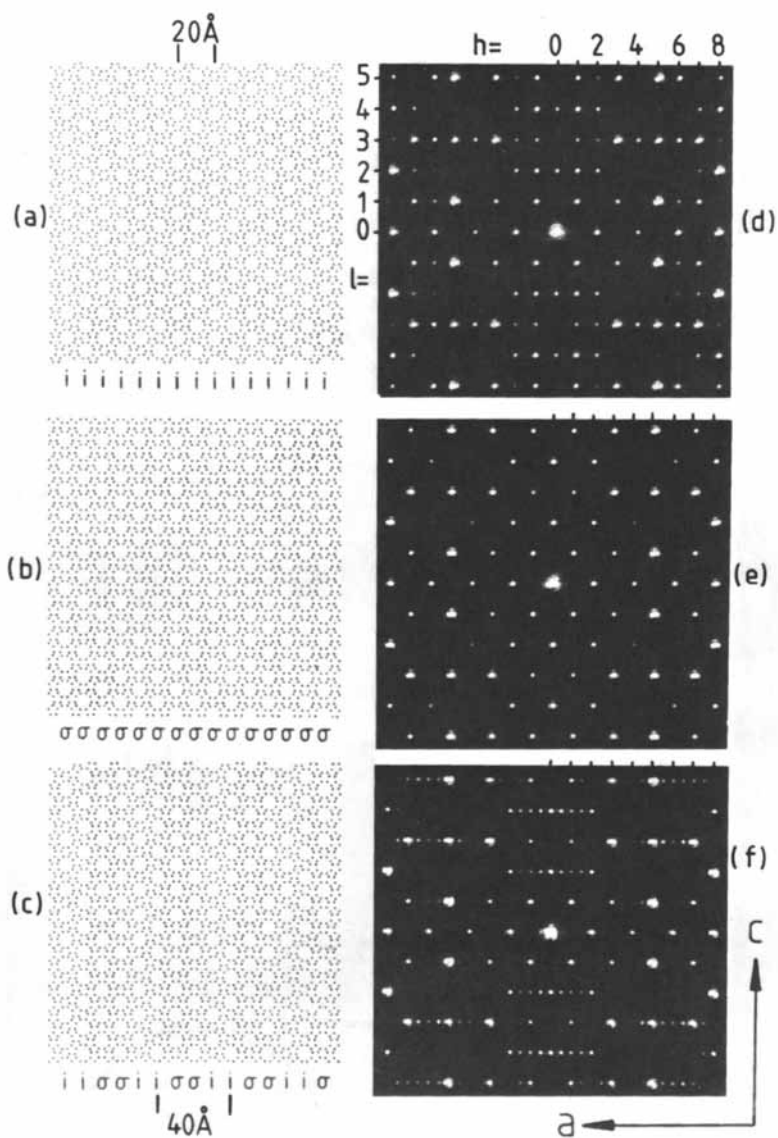 20Å
h= 0 2 4 6 8
5
4
3
2
1
0
l=
(a)
(d)
i i i i i i i i i i i i i i i
(b)
(e)
σ σ σ σ σ σ σ σ σ σ σ σ σ σ σ
(c)
(f)
i i σ σ i i σ σ i i σ σ i i σ
40Å
c
a